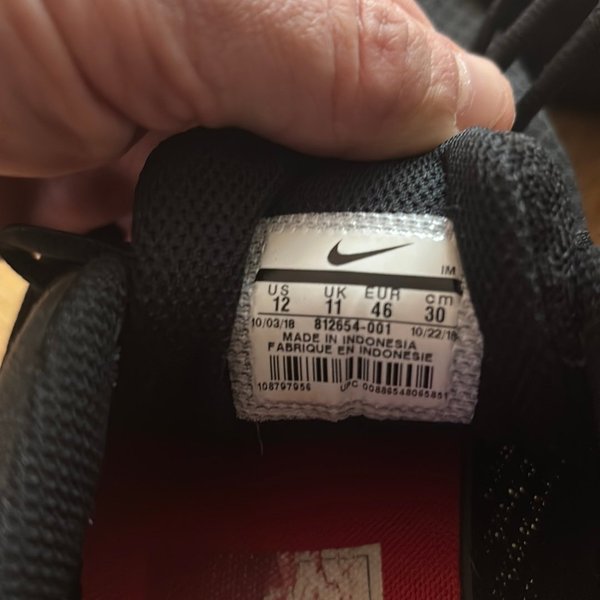 IM
US UK EUR cm
12 11 46 30
10/03/18 812654-001 10/22/18
MADE IN INDONESIA
FABRIQUE EN INDONESIE
108797956 UPC 00886548065851